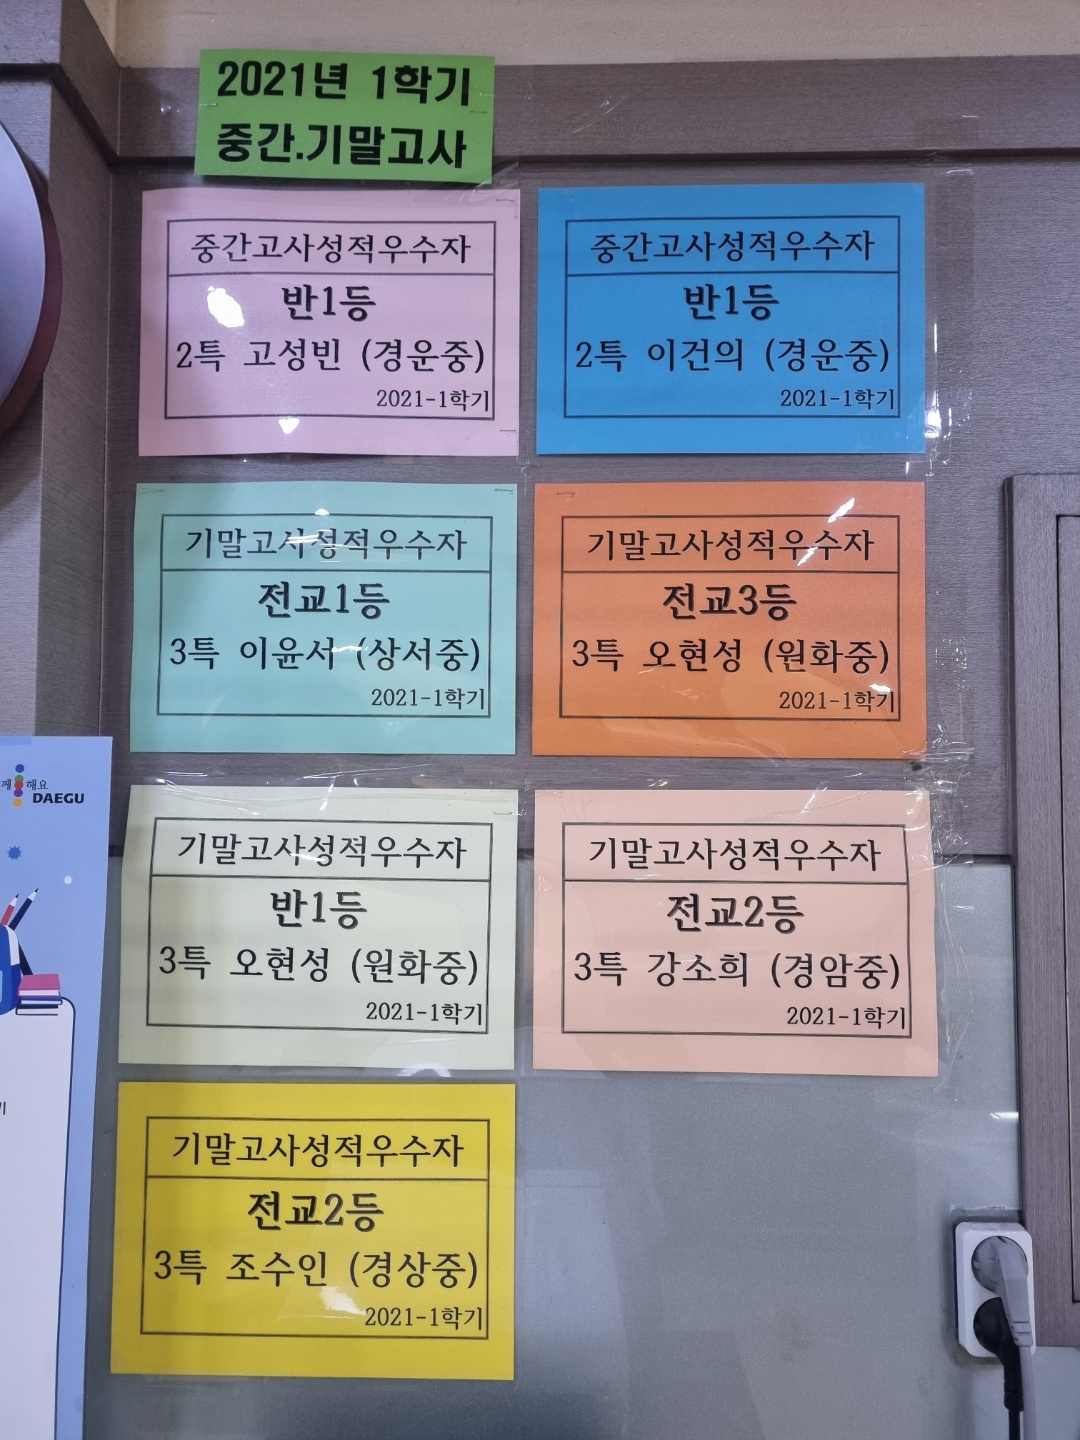 2021년 1학기
중간.기말고사
중간고사성적우수자
반1등
2특 고성빈 (경운중)
2021-1학기
중간고사성적우수자
반1등
2특 이건의 (경운중)
2021-1학기
기말고사성적우수자
전교1등
3특 이윤서 (상서중)
2021-1학기
기말고사성적우수자
전교3등
3특 오현성 (원화중)
2021-1학기
해요
DAEGU
기말고사성적우수자
반1등
3특 오현성 (원화중)
2021-1학기
기말고사성적우수자
전교2등
3특 강소희 (경암중)
2021-1학기
기말고사성적우수자
전교2등
3특 조수인 (경상중)
2021-1학기